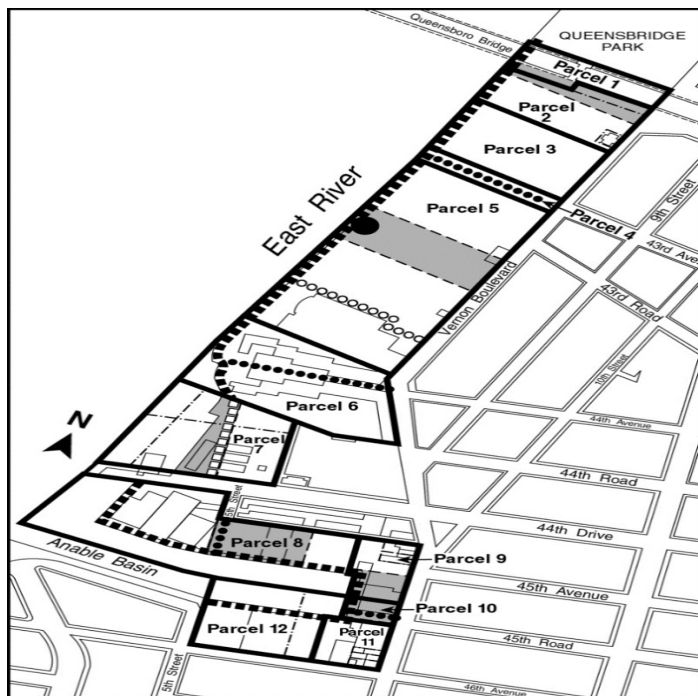 Queensboro Bridge
QUEENSBRIDGE
PARK
Parcel 1
Parcel
2
Parcel 3
9th Street
East River
Parcel 5
Parcel 4
43rd Ave
Vernon Boulevard
43rd Road
10th Street
Parcel 6
44th Avenue
N
Parcel
7
44th Road
5th Street
44th Drive
Parcel 8
Anable Basin
Parcel 9
45th Avenue
Parcel 10
Parcel 12
Parcel
11
45th Road
5th Street
46th Avenue